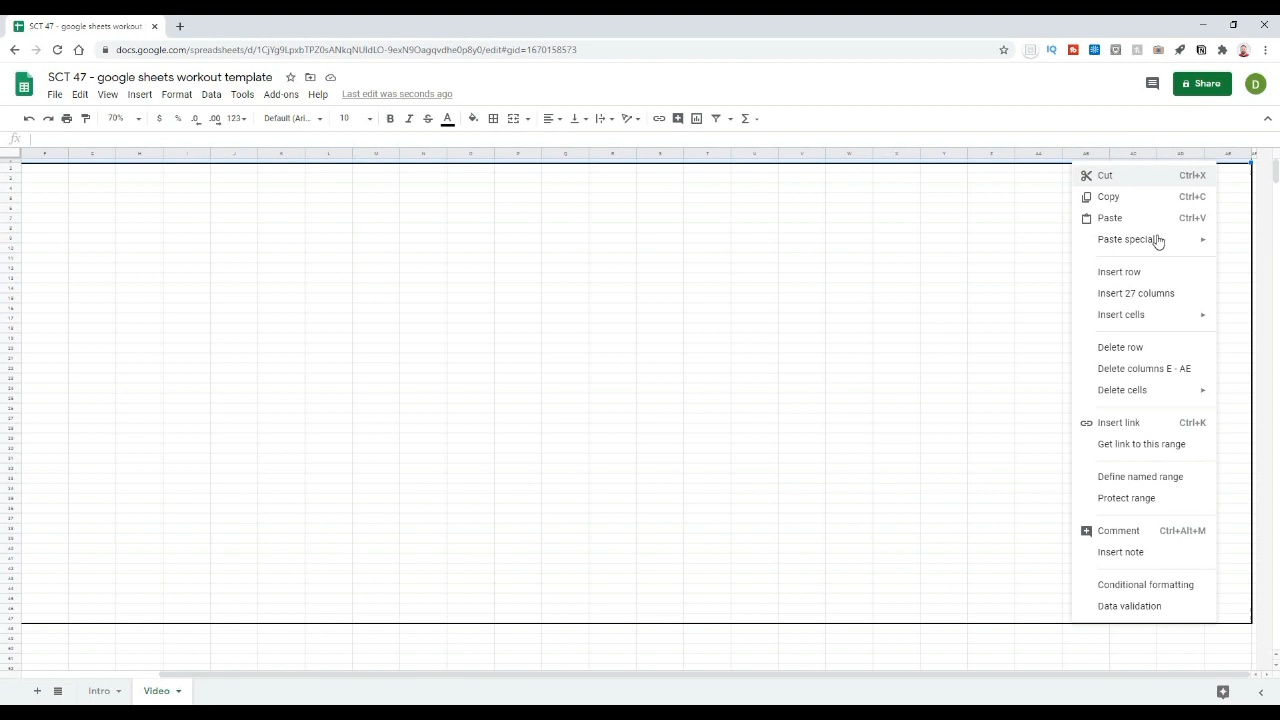 SCT 47 - google sheets workout
docs.google.com/spreadsheets/d/1CjYg9LpxbTPZ0sANkqNUldLO-9exN9Oagqvdhe0p8y0/edit#gid=1670158573
SCT 47 - google sheets workout template
File Edit View Insert Format Data Tools Add-ons Help Last edit was seconds ago
Share
D
70% $ % .0 .00 123 Default (Ari... 10 B I S A
fx
Cut Ctrl+X
Copy Ctrl+C
Paste Ctrl+V
Paste special
Insert row
Insert 27 columns
Insert cells
Delete row
Delete columns E - AE
Delete cells
Insert link Ctrl+K
Get link to this range
Define named range
Protect range
Comment Ctrl+Alt+M
Insert note
Conditional formatting
Data validation
Intro
Video